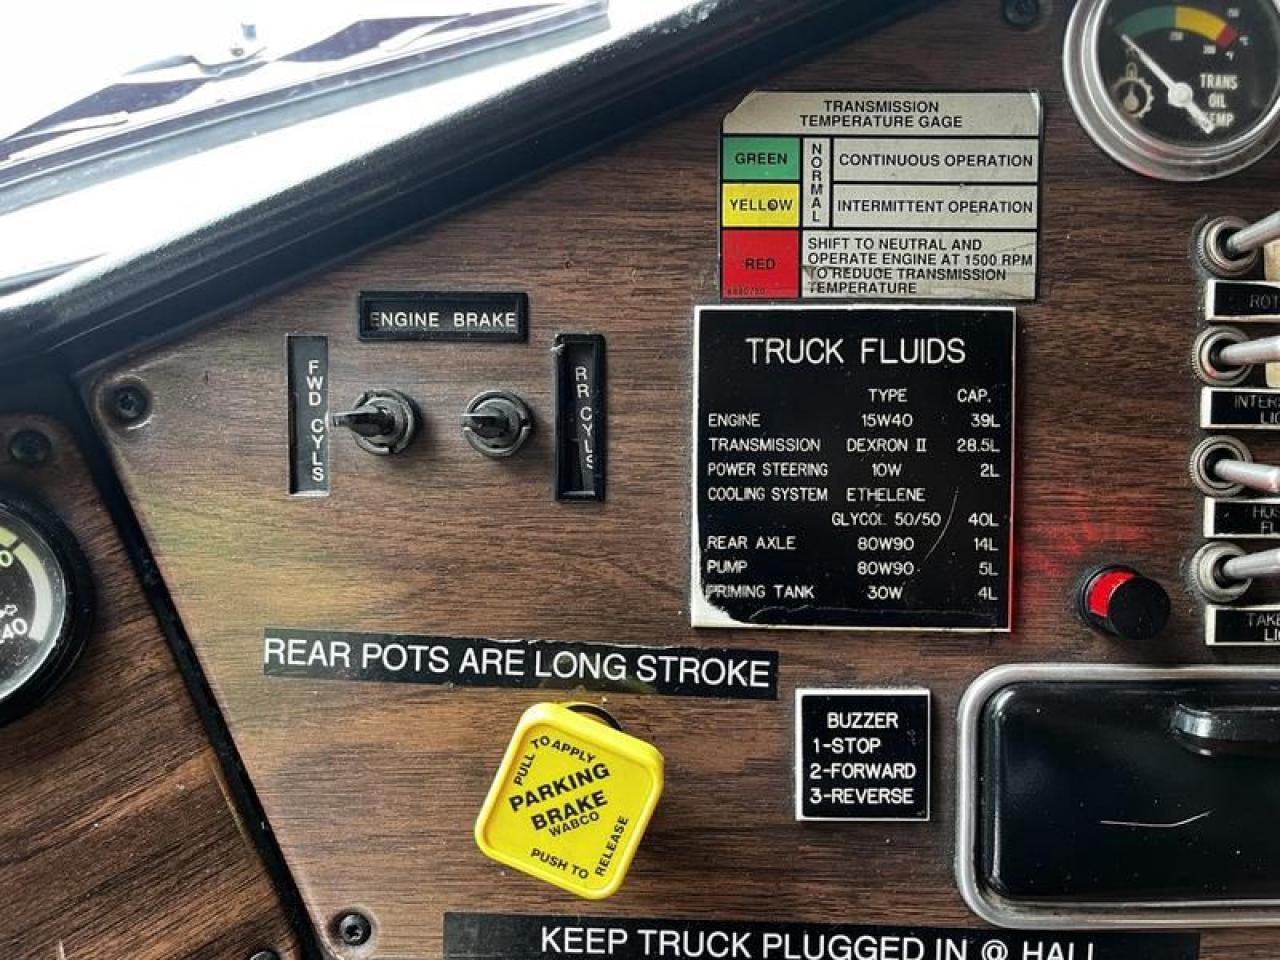 TRANSMISSION
TEMPERATURE GAGE
GREEN
YELLOW
RED
NORMAL
CONTINUOUS OPERATION
INTERMITTENT OPERATION
SHIFT TO NEUTRAL AND
OPERATE ENGINE AT 1500 RPM
TO REDUCE TRANSMISSION
TEMPERATURE
TRANS
OIL
TEMP
ENGINE BRAKE
FWD CYLS
RR CYLS
TRUCK FLUIDS
TYPE CAP.
ENGINE 15W40 39L
TRANSMISSION DEXRON II 28.5L
POWER STEERING 10W 2L
COOLING SYSTEM ETHELENE
GLYCOL 50/50 40L
REAR AXLE 80W90 14L
PUMP 80W90 5L
PRIMING TANK 30W 4L
REAR POTS ARE LONG STROKE
PULL TO APPLY
PARKING
BRAKE
WABCO
PUSH TO RELEASE
BUZZER
1-STOP
2-FORWARD
3-REVERSE
KEEP TRUCK PLUGGED IN @ HALL